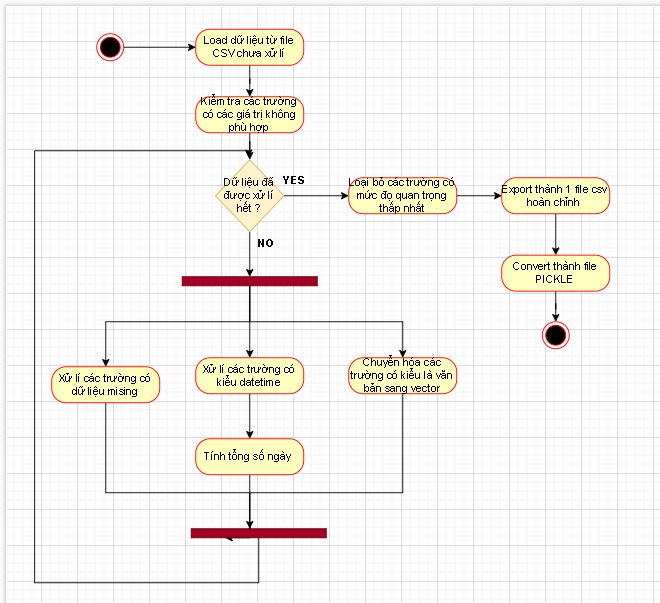 Load dữ liệu từ file
CSV chưa xử lí
Kiểm tra các trường
có các giá trị không
phù hợp
Dữ liệu đã
được xử lí
hết ?
YES
Loại bỏ các trường có
mức đọ quan trọng
thấp nhất
Export thành 1 file csv
hoàn chỉnh
Convert thành file
PICKLE
NO
Xử lí các trường có
dữ liệu mising
Xử lí các trường có
kiểu datetime
Chuyển hóa các
trường có kiểu là văn
bản sang vector
Tính tổng số ngày